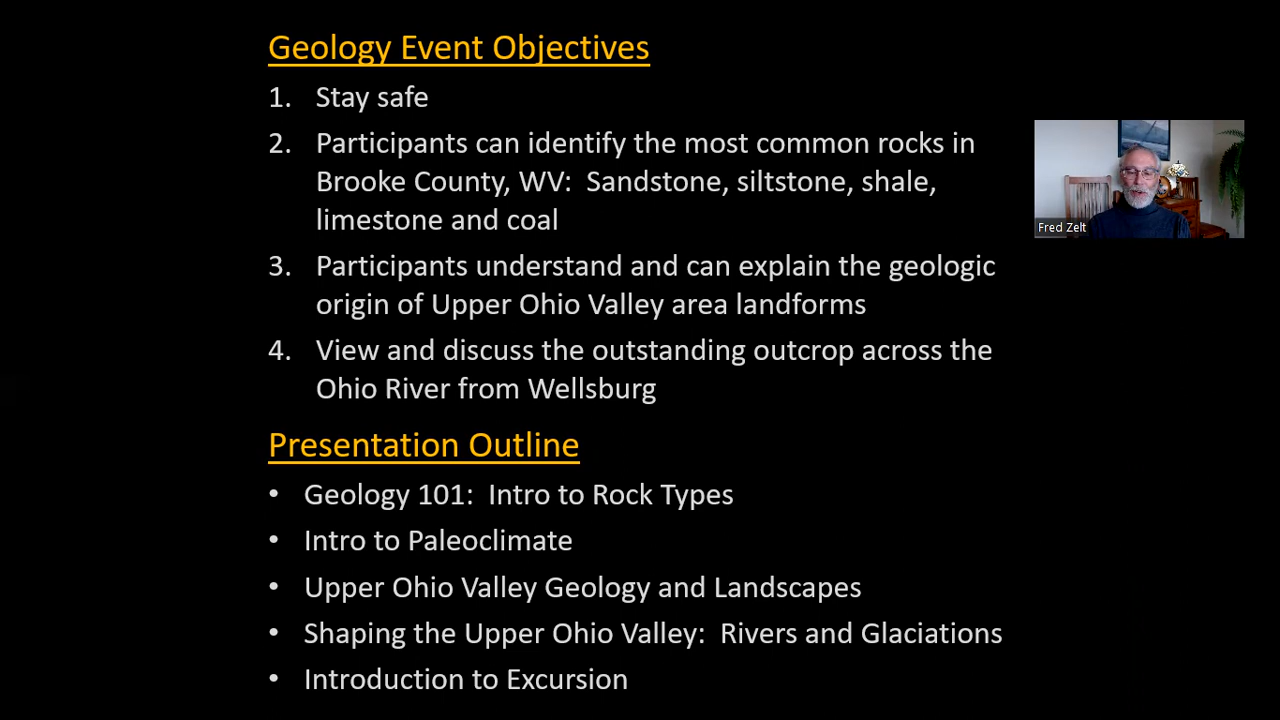 Geology Event Objectives
1. Stay safe
2. Participants can identify the most common rocks in
Brooke County, WV:  Sandstone, siltstone, shale,
limestone and coal
3. Participants understand and can explain the geologic
origin of Upper Ohio Valley area landforms
4. View and discuss the outstanding outcrop across the
Ohio River from Wellsburg
Presentation Outline
• Geology 101:  Intro to Rock Types
• Intro to Paleoclimate
• Upper Ohio Valley Geology and Landscapes
• Shaping the Upper Ohio Valley:  Rivers and Glaciations
• Introduction to Excursion
Fred Zelt